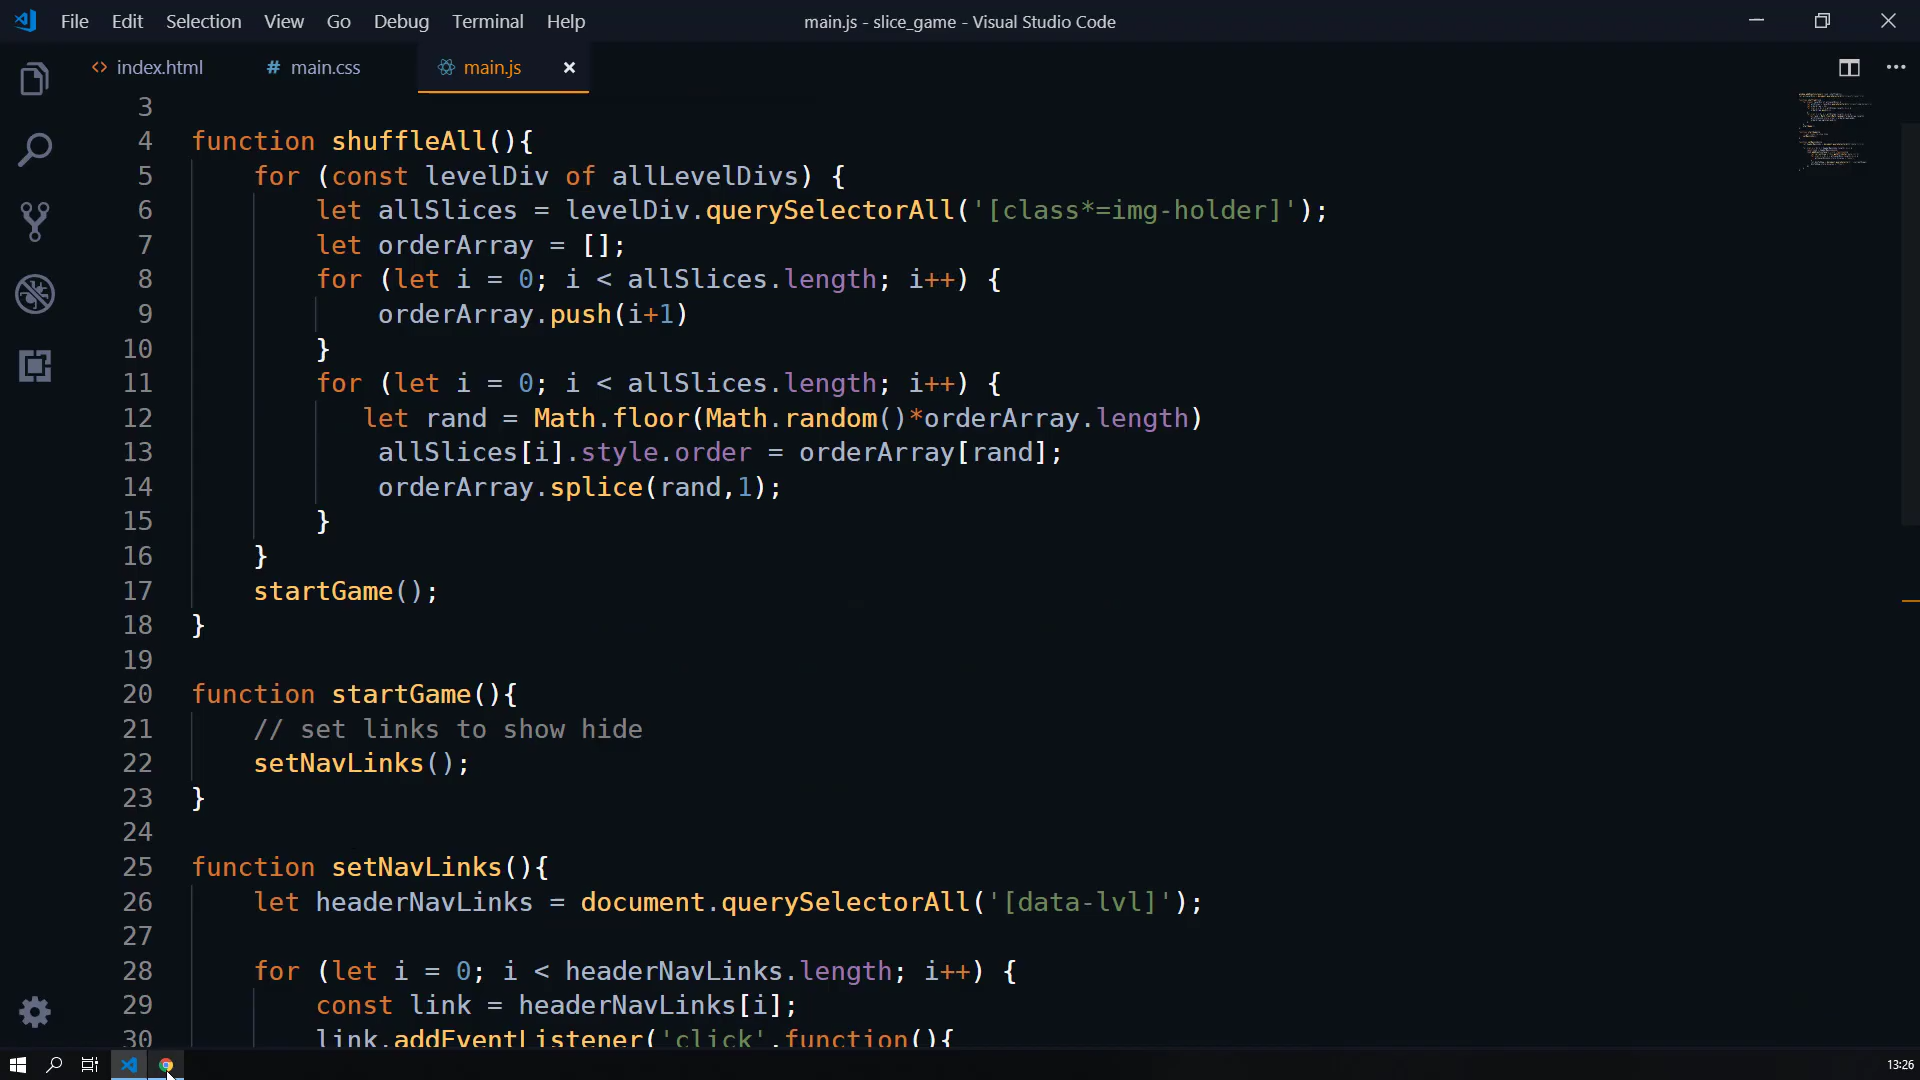 File Edit Selection View Go Debug Terminal Help main.js - slice_game - Visual Studio Code
<> index.html # main.css main.js ×
3
4 function shuffleAll(){
5 for (const levelDiv of allLevelDivs) {
6 let allSlices = levelDiv.querySelectorAll('[class*=img-holder]');
7 let orderArray = [];
8 for (let i = 0; i < allSlices.length; i++) {
9 orderArray.push(i+1)
10 }
11 for (let i = 0; i < allSlices.length; i++) {
12 let rand = Math.floor(Math.random()*orderArray.length)
13 allSlices[i].style.order = orderArray[rand];
14 orderArray.splice(rand,1);
15 }
16 }
17 startGame();
18 }
19
20 function startGame(){
21 // set links to show hide
22 setNavLinks();
23 }
24
25 function setNavLinks(){
26 let headerNavLinks = document.querySelectorAll('[data-lvl]');
27
28 for (let i = 0; i < headerNavLinks.length; i++) {
29 const link = headerNavLinks[i];
30 link.addEventListener('click',function(){
13:26